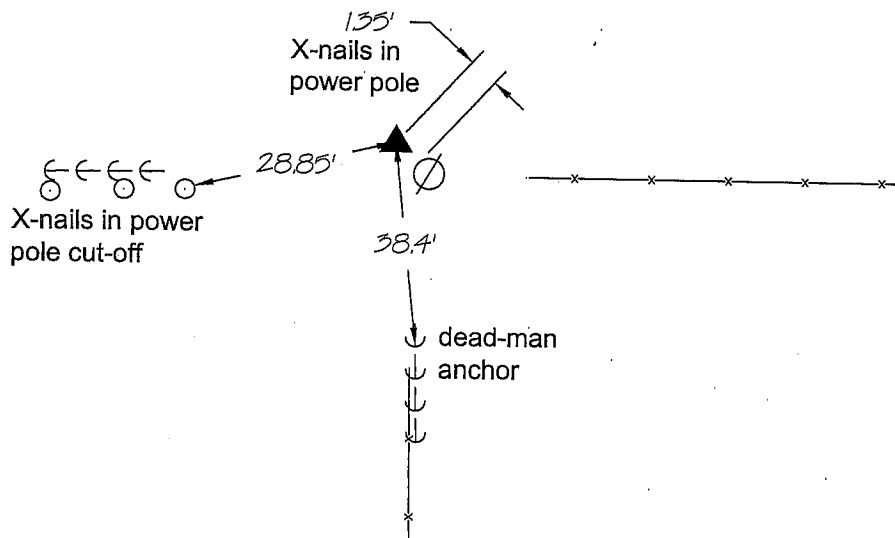 1.35'
X-nails in
power pole
28.85'
X-nails in power
pole cut-off
38.4'
dead-man
anchor